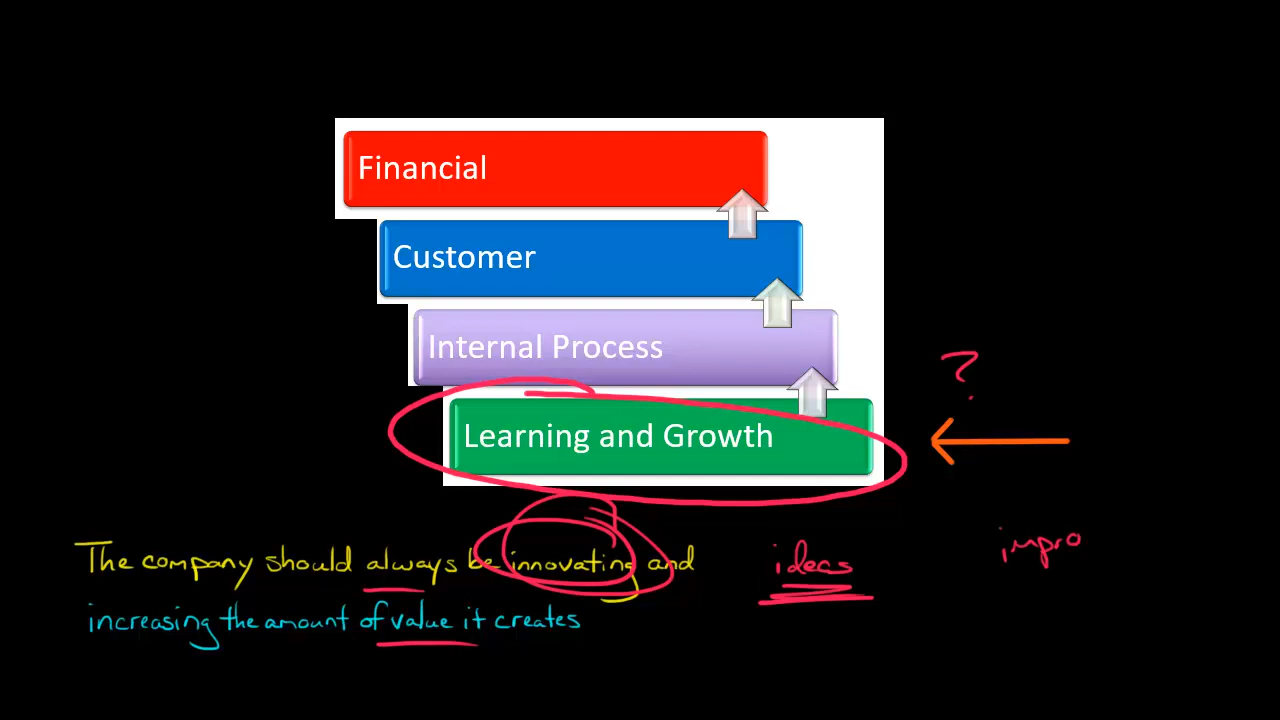 Financial
Customer
Internal Process
?
Learning and Growth
The company should always be innovating and
ideas
impro
increasing the amount of value it creates